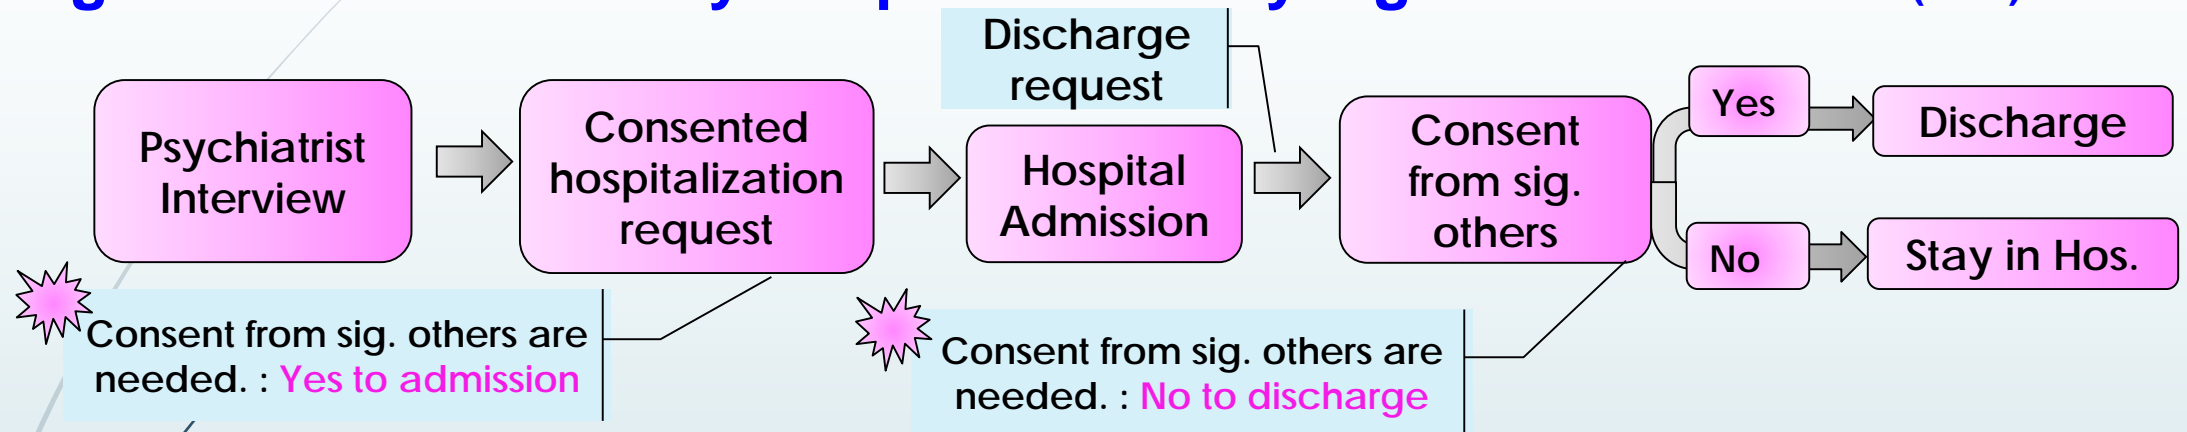 Discharge
request
Psychiatrist
Interview
Consented
hospitalization
request
Hospital
Admission
Consent
from sig.
others
Yes
Discharge
No
Stay in Hos.
Consent from sig. others are
needed. : Yes to admission
Consent from sig. others are
needed. : No to discharge